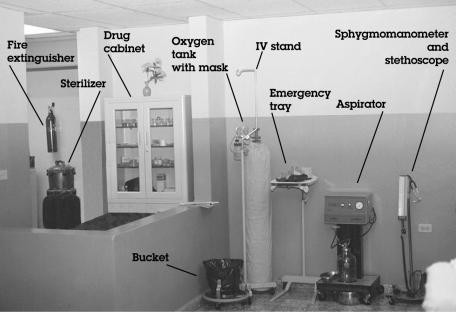 Fire
extinguisher
Sterilizer
Drug
cabinet
Oxygen
tank
with mask
IV stand
Emergency
tray
Aspirator
Sphygmomanometer
and
stethoscope
Bucket